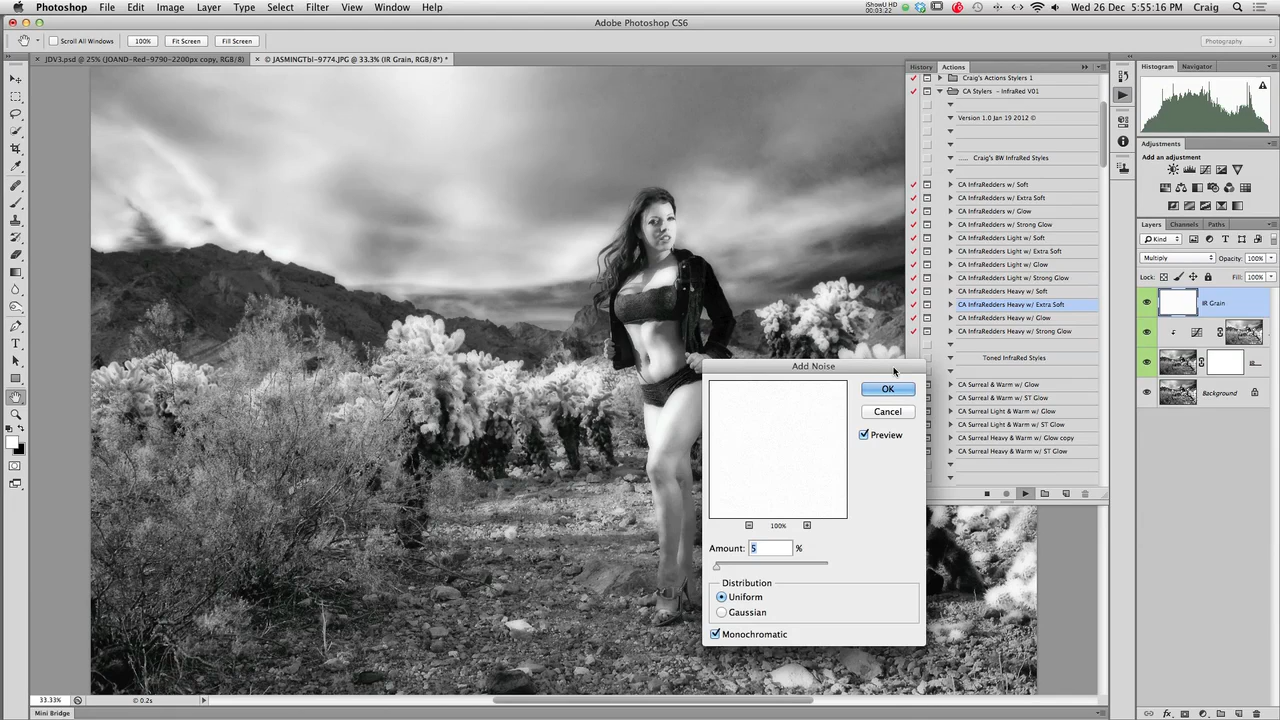 Photoshop File Edit Image Layer Type Select Filter View Window Help iShowU HD 00:03:22 Wed 26 Dec 5:55:16 PM Craig
Adobe Photoshop CS6
Scroll All Windows 100% Fit Screen Fill Screen Photography
JDV3.psd @ 25% (JOAND-Red-9790-2200px copy, RGB/8) © JASMINGTbl-9774.JPG @ 33.3% (IR Grain, RGB/8*) *
History Actions
Craig's Actions Stylers 1
CA Stylers - InfraRed V01
Version 1.0 Jan 19 2012 ©
..... Craig's BW InfraRed Styles
CA InfraRedders w/ Soft
CA InfraRedders w/ Extra Soft
CA InfraRedders w/ Glow
CA InfraRedders w/ Strong Glow
CA InfraRedders Light w/ Soft
CA InfraRedders Light w/ Extra Soft
CA InfraRedders Light w/ Glow
CA InfraRedders Light w/ Strong Glow
CA InfraRedders Heavy w/ Soft
CA InfraRedders Heavy w/ Extra Soft
CA InfraRedders Heavy w/ Glow
CA InfraRedders Heavy w/ Strong Glow
Toned InfraRed Styles
CA Surreal & Warm w/ Glow
CA Surreal & Warm w/ ST Glow
CA Surreal Light & Warm w/ Glow
CA Surreal Light & Warm w/ ST Glow
CA Surreal Heavy & Warm w/ Glow copy
CA Surreal Heavy & Warm w/ ST Glow
Histogram Navigator
Adjustments
Add an adjustment
Layers Channels Paths
Kind
Multiply Opacity: 100%
Lock: Fill: 100%
IR Grain
Background
Add Noise
OK
Cancel
Preview
100%
Amount: 5 %
Distribution
Uniform
Gaussian
Monochromatic
33.33% © 0.2s
Mini Bridge